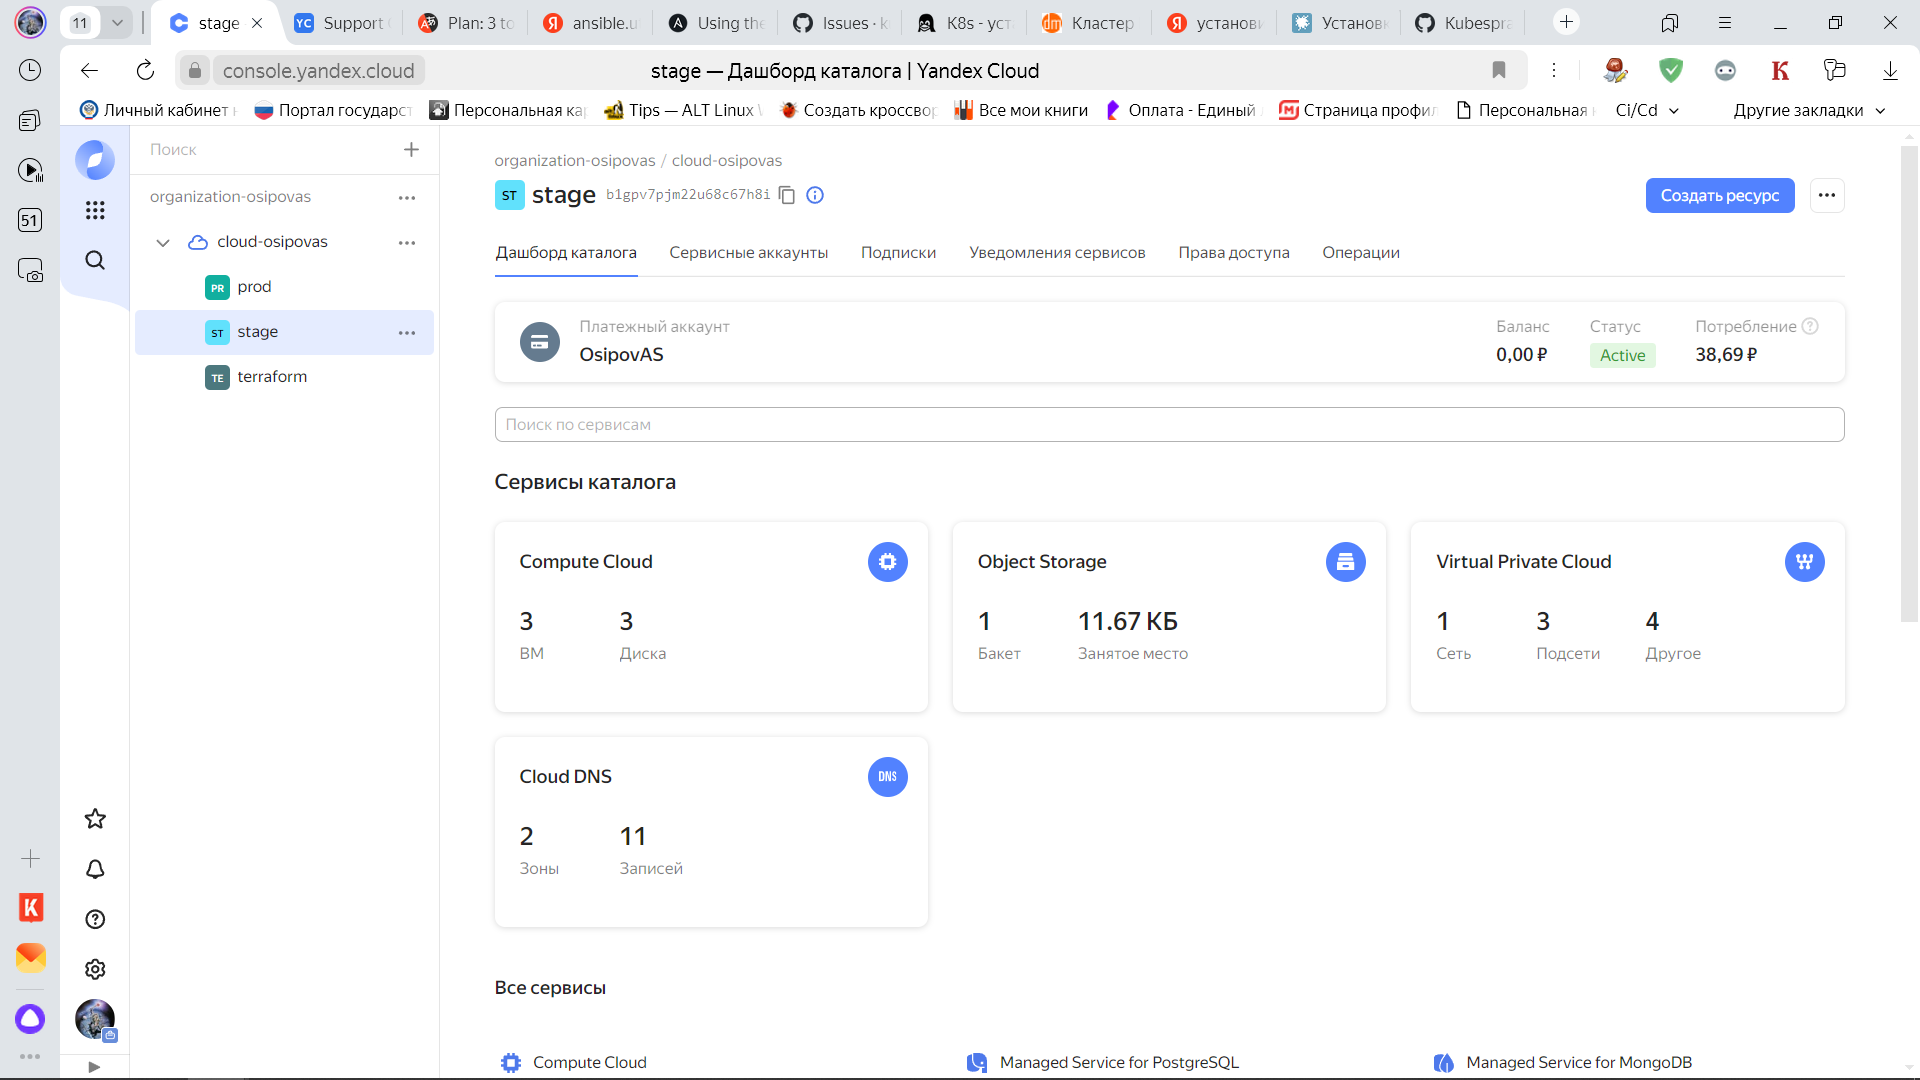 11
stage
Support
Plan: 3 to
ansible.u
Using the
Issues · k
K8s - уст
Кластер
установи
Установк
Kubespra
console.yandex.cloud
stage — Дашборд каталога | Yandex Cloud
Личный кабинет
Портал государст
Персональная ка
Tips — ALT Linux
Создать кроссвор
Все мои книги
Оплата - Единый
Страница профил
Персональная
Ci/Cd
Другие закладки
51
Поиск
organization-osipovas
cloud-osipovas
PR prod
ST stage
TE terraform
organization-osipovas / cloud-osipovas
ST stage b1gpv7pjm22u68c67h8i
Создать ресурс
Дашборд каталога
Сервисные аккаунты
Подписки
Уведомления сервисов
Права доступа
Операции
Платежный аккаунт
OsipovAS
Баланс
0,00 ₽
Статус
Active
Потребление
38,69 ₽
Поиск по сервисам
Сервисы каталога
Compute Cloud
3
ВМ
3
Диска
Object Storage
1
Бакет
11.67 КБ
Занятое место
Virtual Private Cloud
1
Сеть
3
Подсети
4
Другое
Cloud DNS
DNS
2
Зоны
11
Записей
Все сервисы
Compute Cloud
Managed Service for PostgreSQL
Managed Service for MongoDB